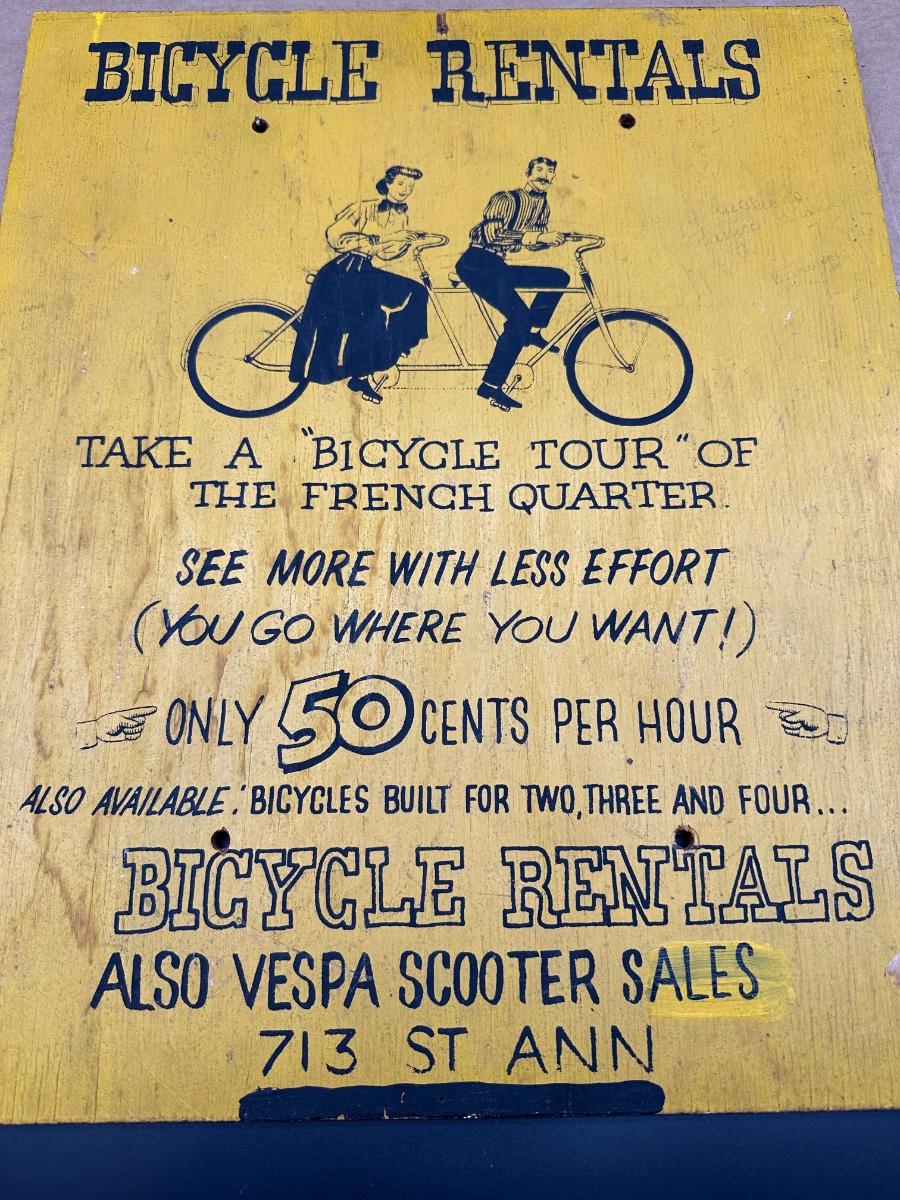 BICYCLE RENTALS
TAKE A "BICYCLE TOUR" OF
THE FRENCH QUARTER.
SEE MORE WITH LESS EFFORT
(YOU GO WHERE YOU WANT!)
ONLY 50 CENTS PER HOUR
ALSO AVAILABLE: BICYCLES BUILT FOR TWO, THREE AND FOUR...
BICYCLE RENTALS
ALSO VESPA SCOOTER SALES
713 ST ANN